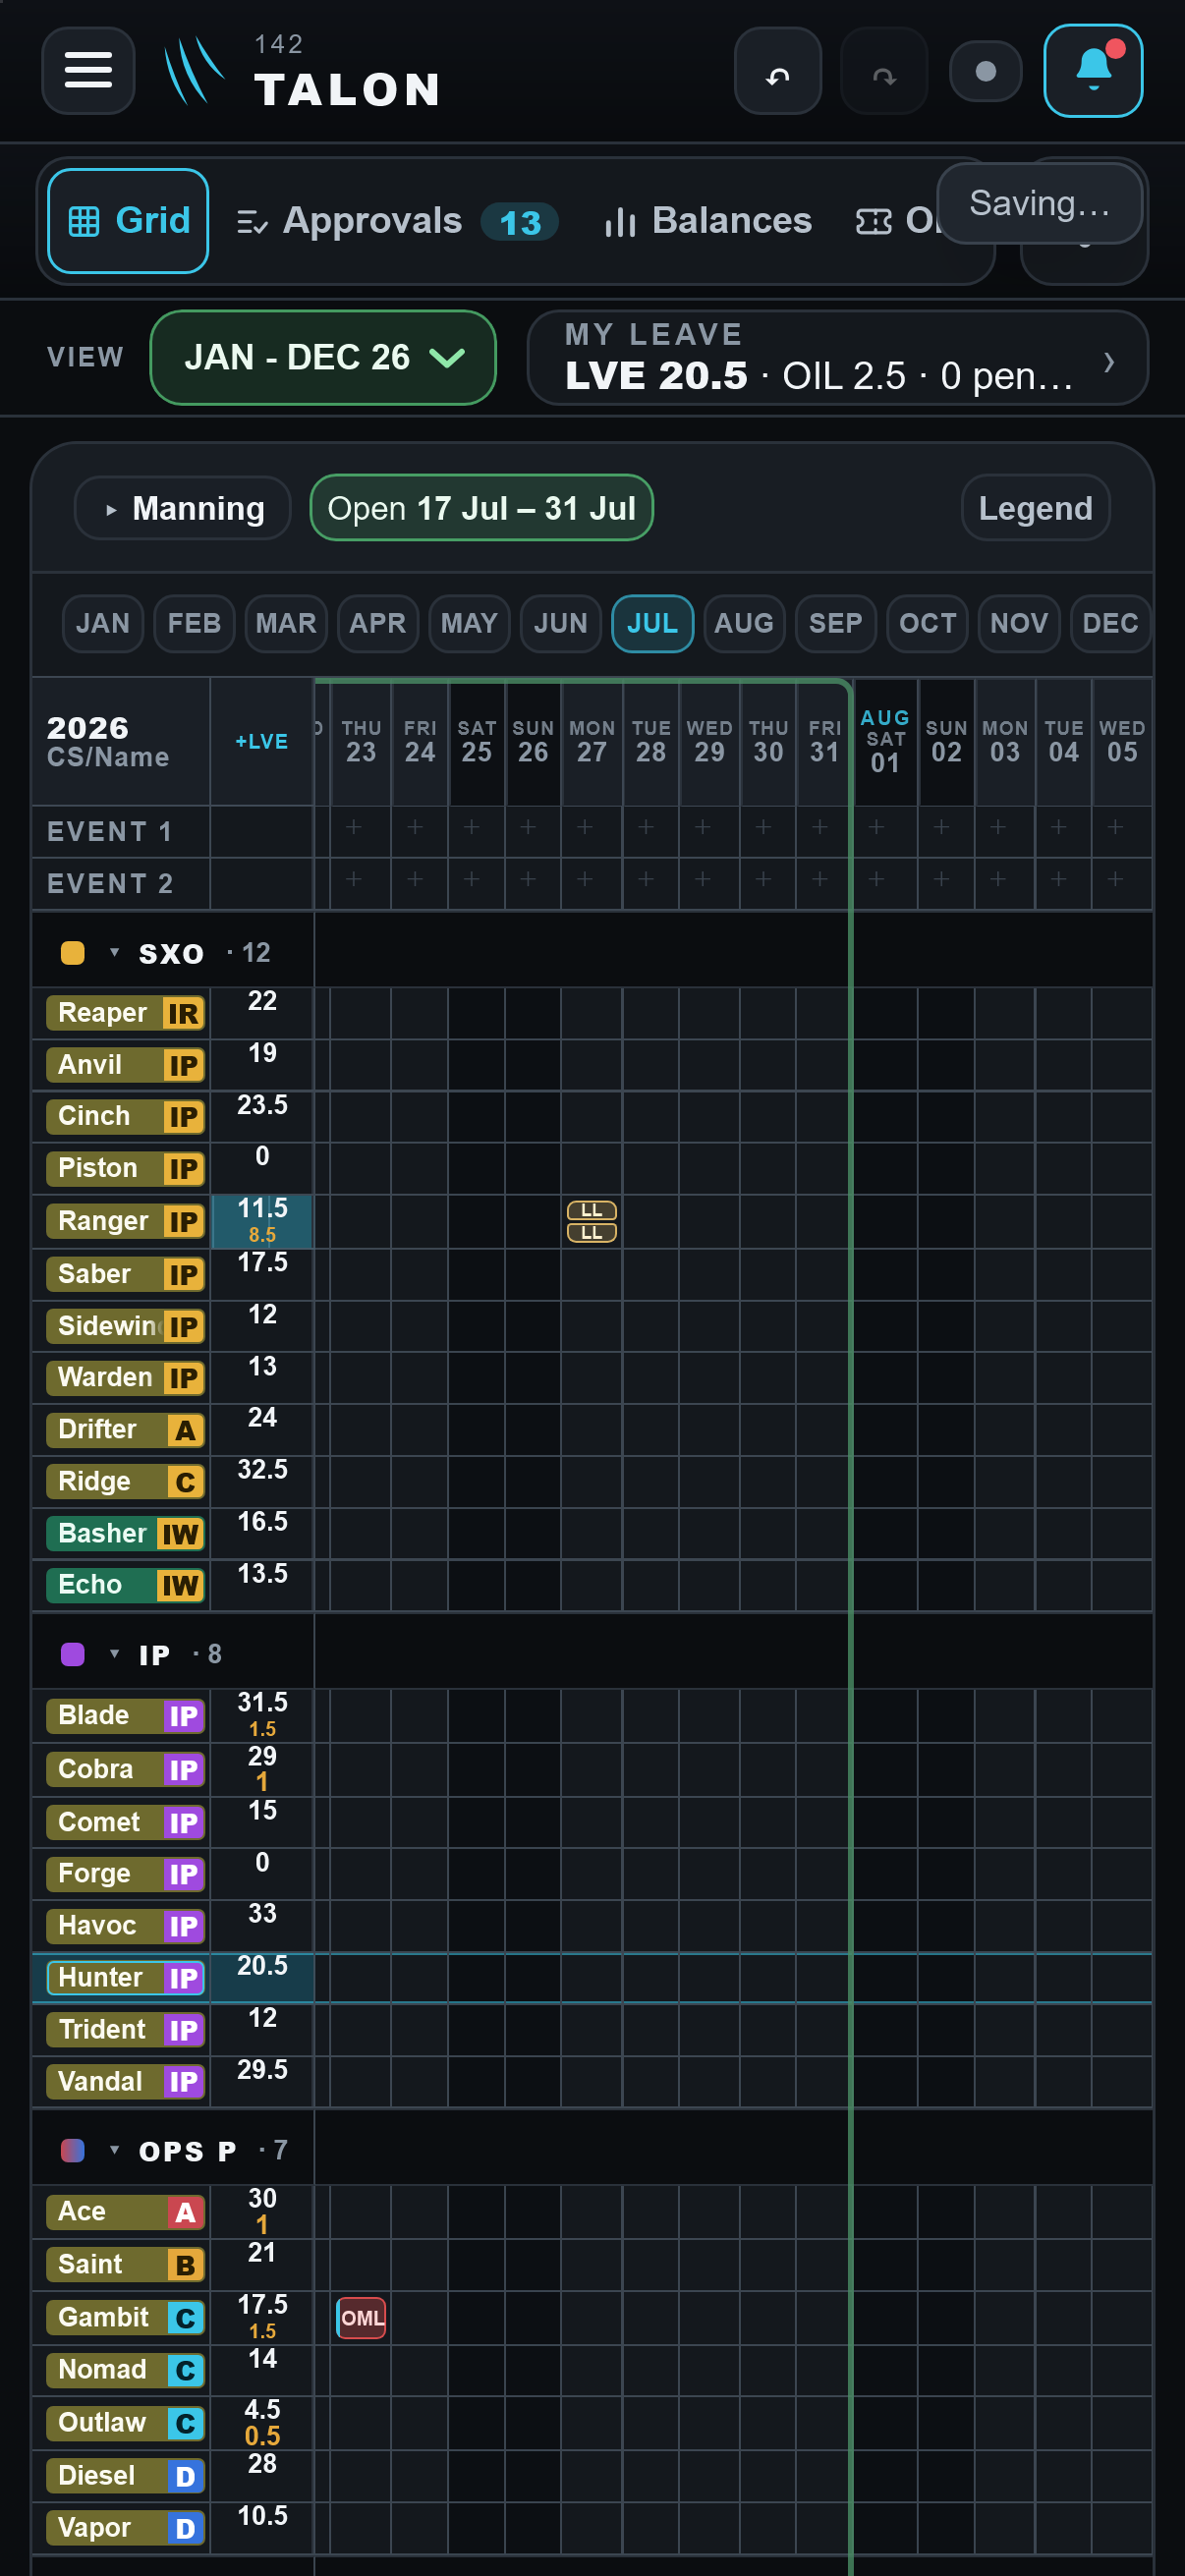 142
TALON
Grid
Approvals 13
Balances
Saving...
VIEW
JAN - DEC 26
MY LEAVE
LVE 20.5 · OIL 2.5 · 0 pen...
Manning
Open 17 Jul – 31 Jul
Legend
JAN FEB MAR APR MAY JUN JUL AUG SEP OCT NOV DEC
2026
CS/Name
+LVE
THU 23
FRI 24
SAT 25
SUN 26
MON 27
TUE 28
WED 29
THU 30
FRI 31
AUG
SAT 01
SUN 02
MON 03
TUE 04
WED 05
EVENT 1 + + + + + + + + + + + + + +
EVENT 2 + + + + + + + + + + + + + +
SXO · 12
Reaper IR 22
Anvil IP 19
Cinch IP 23.5
Piston IP 0
Ranger IP 11.5 8.5 LL LL
Saber IP 17.5
Sidewin IP 12
Warden IP 13
Drifter A 24
Ridge C 32.5
Basher IW 16.5
Echo IW 13.5
IP · 8
Blade IP 31.5 1.5
Cobra IP 29 1
Comet IP 15
Forge IP 0
Havoc IP 33
Hunter IP 20.5
Trident IP 12
Vandal IP 29.5
OPS P · 7
Ace A 30 1
Saint B 21
Gambit C 17.5 1.5 OML
Nomad C 14
Outlaw C 4.5 0.5
Diesel D 28
Vapor D 10.5